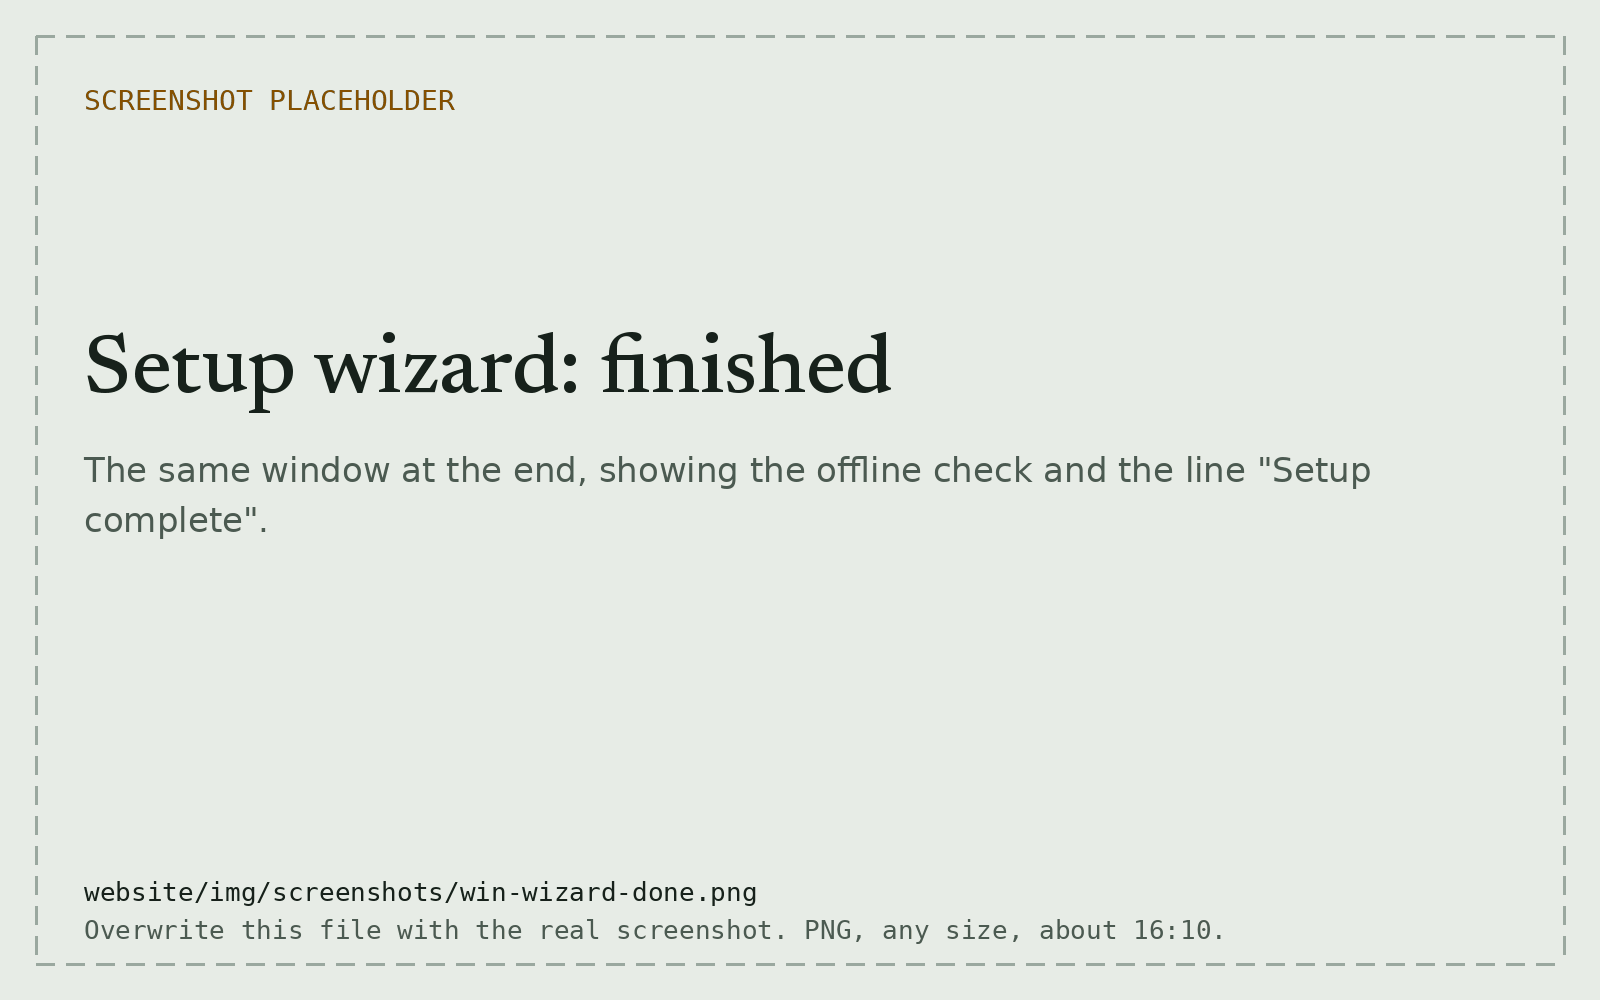 SCREENSHOT PLACEHOLDER
Setup wizard: finished
The same window at the end, showing the offline check and the line "Setup
complete".
website/img/screenshots/win-wizard-done.png
Overwrite this file with the real screenshot. PNG, any size, about 16:10.